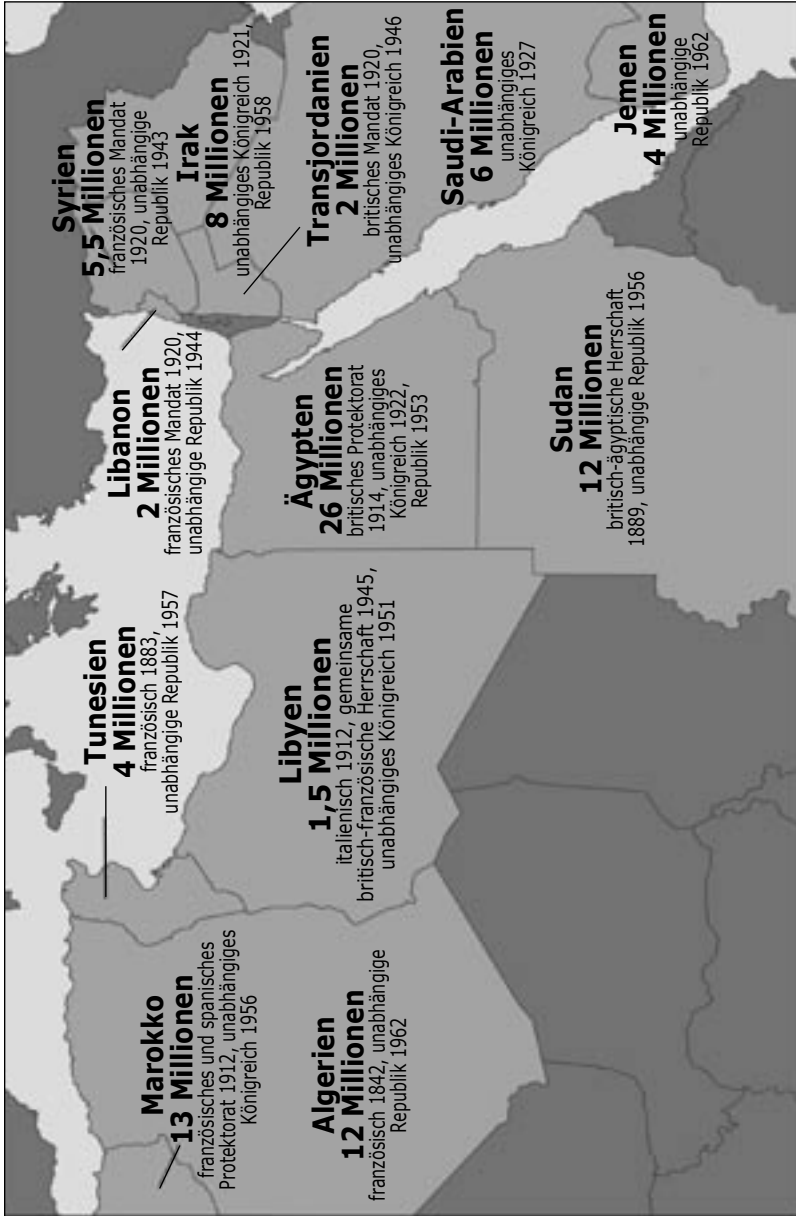 Marokko
13 Millionen
französisches und spanisches
Protektorat 1912, unabhängiges
Königreich 1956
Algerien
12 Millionen
französisch 1842, unabhängige
Republik 1962
Tunesien
4 Millionen
französisch 1883,
unabhängige Republik 1957
Libyen
1,5 Millionen
italienisch 1912, gemeinsame
britisch-französische Herrschaft 1945,
unabhängiges Königreich 1951
Libanon
2 Millionen
französisches Mandat 1920,
unabhängige Republik 1944
Ägypten
26 Millionen
britisches Protektorat
1914, unabhängiges
Königreich 1922,
Republik 1953
Sudan
12 Millionen
britisch-ägyptische Herrschaft
1889, unabhängige Republik 1956
Syrien
5,5 Millionen
französisches Mandat
1920, unabhängige
Republik 1943
Irak
8 Millionen
unabhängiges Königreich 1921,
Republik 1958
Transjordanien
2 Millionen
britisches Mandat 1920,
unabhängiges Königreich 1946
Saudi-Arabien
6 Millionen
unabhängiges
Königreich 1927
Jemen
4 Millionen
unabhängige
Republik 1962